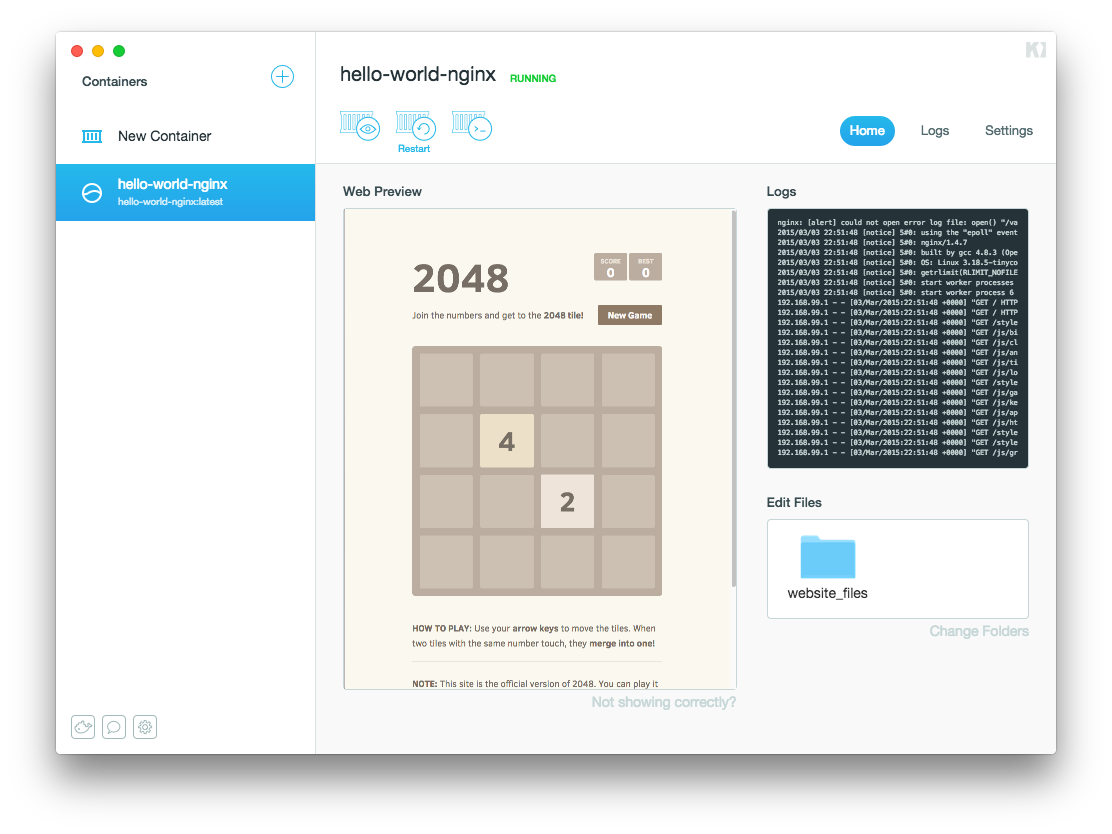 Containers
New Container
hello-world-nginx
hello-world-nginx:latest
hello-world-nginx RUNNING
Restart
Home Logs Settings
Web Preview
2048
SCORE
0
BEST
0
Join the numbers and get to the 2048 tile!
New Game
4
2
HOW TO PLAY: Use your arrow keys to move the tiles. When
two tiles with the same number touch, they merge into one!
NOTE: This site is the official version of 2048. You can play it
Not showing correctly?
Logs
nginx: [alert] could not open error log file: open() "/va
2015/03/03 22:51:48 [notice] 5#0: using the "epoll" event
2015/03/03 22:51:48 [notice] 5#0: nginx/1.4.7
2015/03/03 22:51:48 [notice] 5#0: built by gcc 4.8.3 (Ope
2015/03/03 22:51:48 [notice] 5#0: OS: Linux 3.18.5-tinyco
2015/03/03 22:51:48 [notice] 5#0: getrlimit(RLIMIT_NOFILE
2015/03/03 22:51:48 [notice] 5#0: start worker processes
2015/03/03 22:51:48 [notice] 5#0: start worker process 6
192.168.99.1 - - [03/Mar/2015:22:51:48 +0000] "GET / HTTP
192.168.99.1 - - [03/Mar/2015:22:51:48 +0000] "GET / HTTP
192.168.99.1 - - [03/Mar/2015:22:51:48 +0000] "GET /style
192.168.99.1 - - [03/Mar/2015:22:51:48 +0000] "GET /js/bi
192.168.99.1 - - [03/Mar/2015:22:51:48 +0000] "GET /js/cl
192.168.99.1 - - [03/Mar/2015:22:51:48 +0000] "GET /js/an
192.168.99.1 - - [03/Mar/2015:22:51:48 +0000] "GET /js/ti
192.168.99.1 - - [03/Mar/2015:22:51:48 +0000] "GET /js/lo
192.168.99.1 - - [03/Mar/2015:22:51:48 +0000] "GET /style
192.168.99.1 - - [03/Mar/2015:22:51:48 +0000] "GET /js/ga
192.168.99.1 - - [03/Mar/2015:22:51:48 +0000] "GET /js/ke
192.168.99.1 - - [03/Mar/2015:22:51:48 +0000] "GET /js/ap
192.168.99.1 - - [03/Mar/2015:22:51:48 +0000] "GET /js/ht
192.168.99.1 - - [03/Mar/2015:22:51:48 +0000] "GET /style
192.168.99.1 - - [03/Mar/2015:22:51:48 +0000] "GET /style
192.168.99.1 - - [03/Mar/2015:22:51:48 +0000] "GET /js/gr
Edit Files
website_files
Change Folders